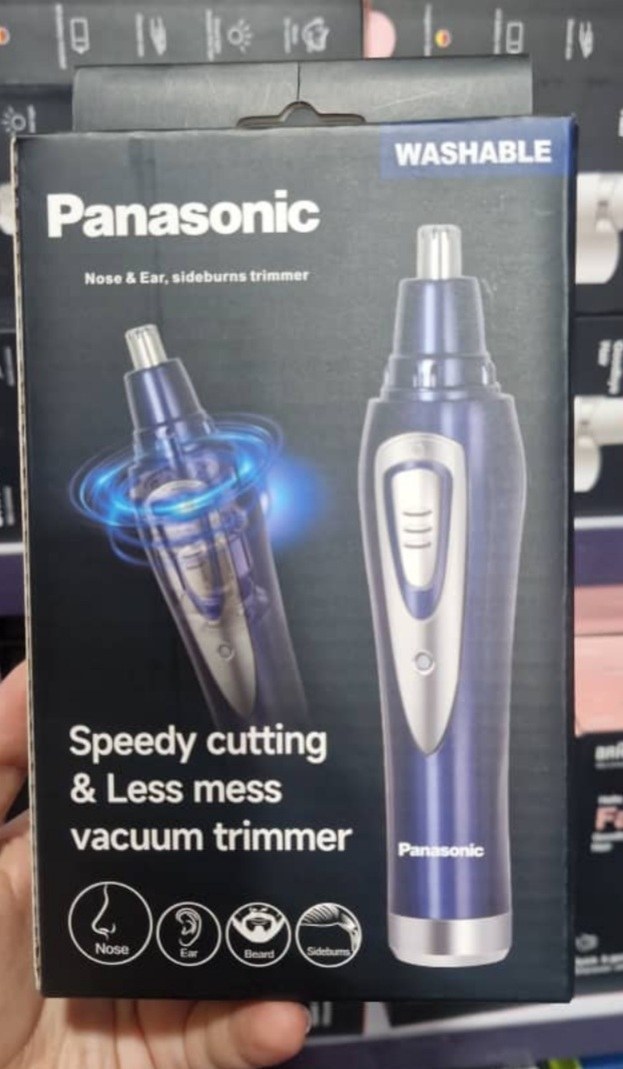 WASHABLE
Panasonic
Nose & Ear, sideburns trimmer
Speedy cutting
& Less mess
vacuum trimmer
Panasonic
Nose
Ear
Beard
Sideburns